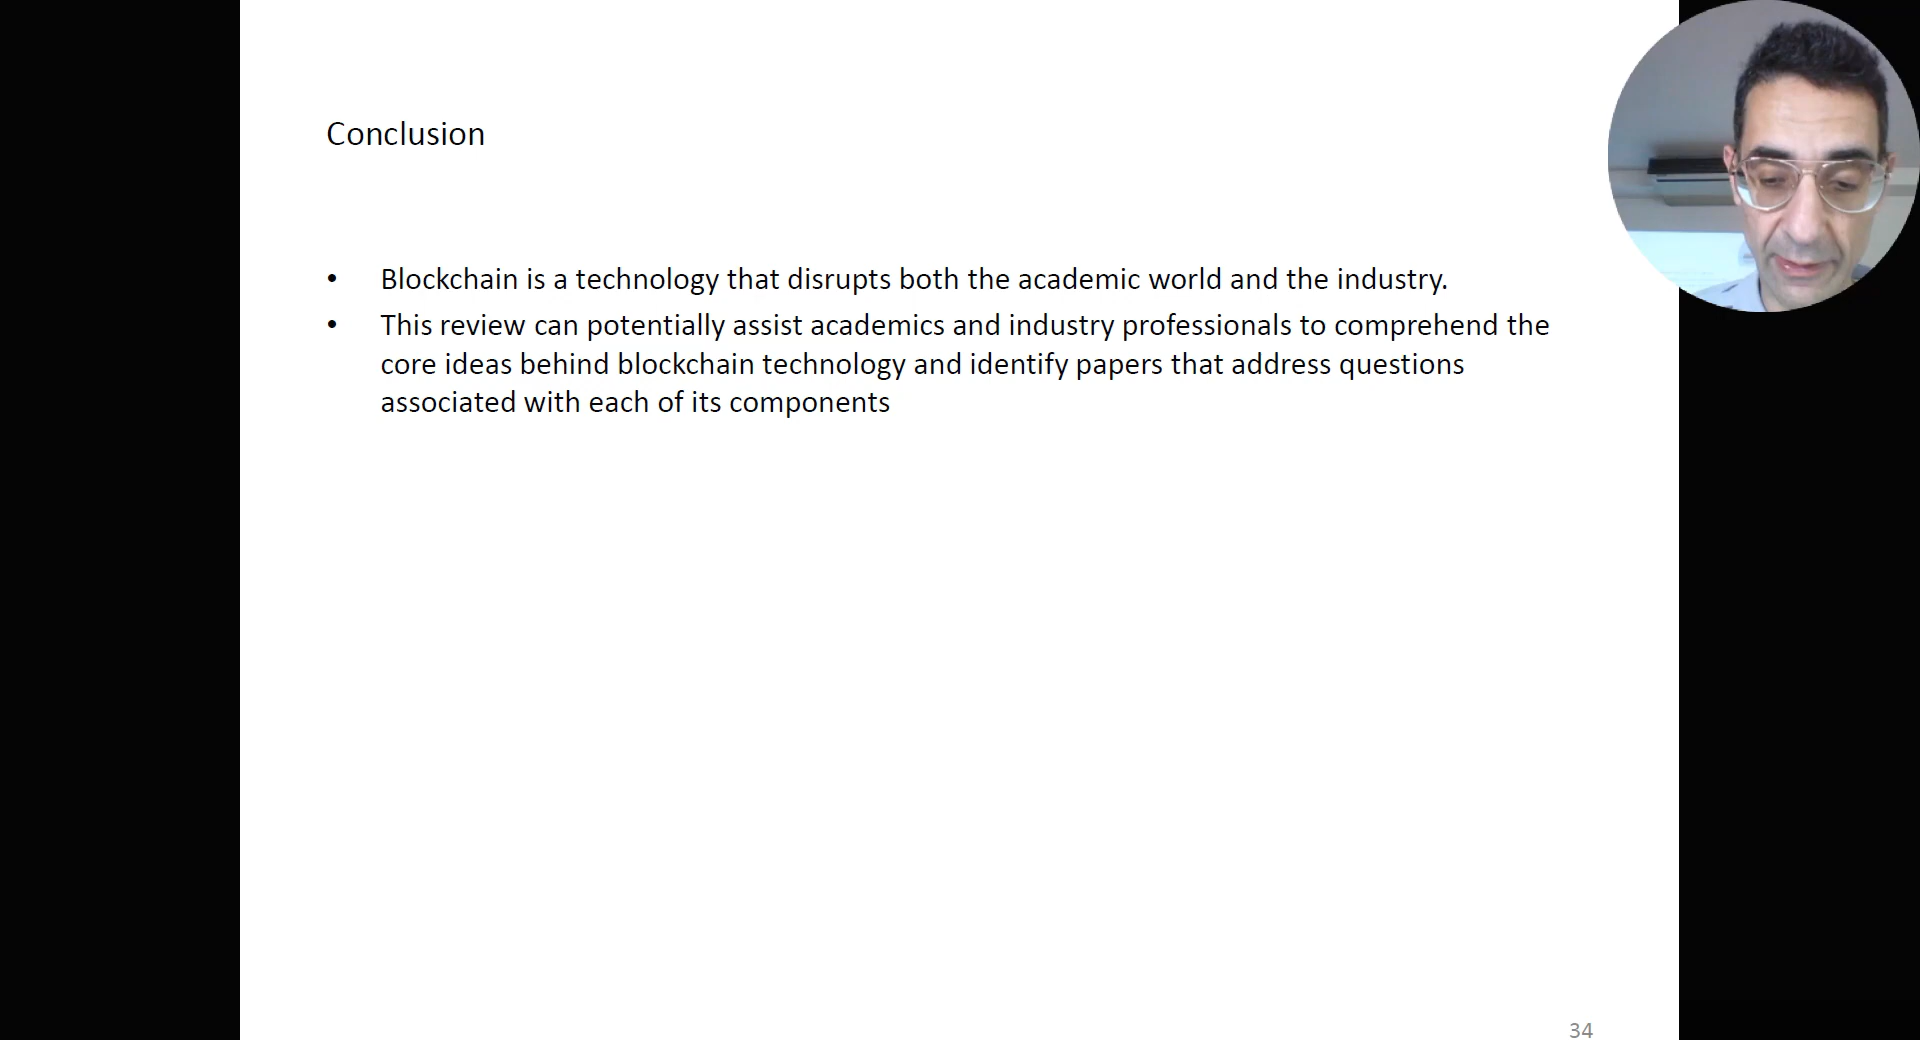 Conclusion
• Blockchain is a technology that disrupts both the academic world and the industry.
• This review can potentially assist academics and industry professionals to comprehend the
core ideas behind blockchain technology and identify papers that address questions
associated with each of its components
34